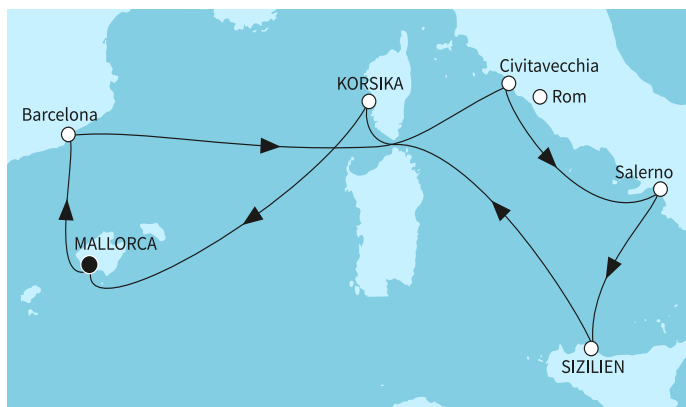 Civitavecchia
KORSIKA
Rom
Barcelona
Salerno
MALLORCA
SIZILIEN